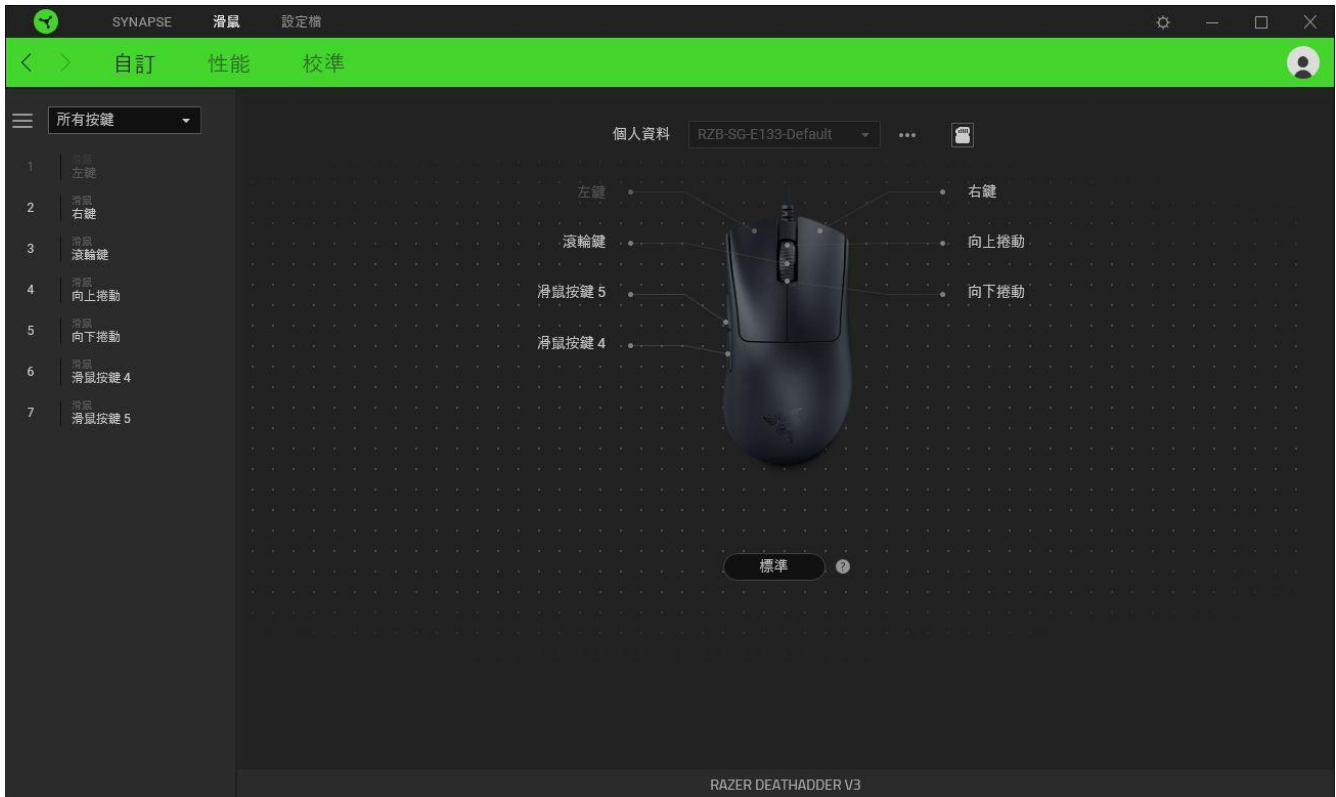 SYNAPSE 滑鼠 設定檔
自訂 性能 校準
所有按鍵
個人資料 RZB-SG-E133-Default
1 滑鼠
左鍵
2 滑鼠
右鍵
3 滑鼠
滾輪鍵
4 滑鼠
向上捲動
5 滑鼠
向下捲動
6 滑鼠
滑鼠按鍵 4
7 滑鼠
滑鼠按鍵 5
左鍵 右鍵
滾輪鍵 向上捲動
滑鼠按鍵 5 向下捲動
滑鼠按鍵 4
標準 ?
RAZER DEATHADDER V3